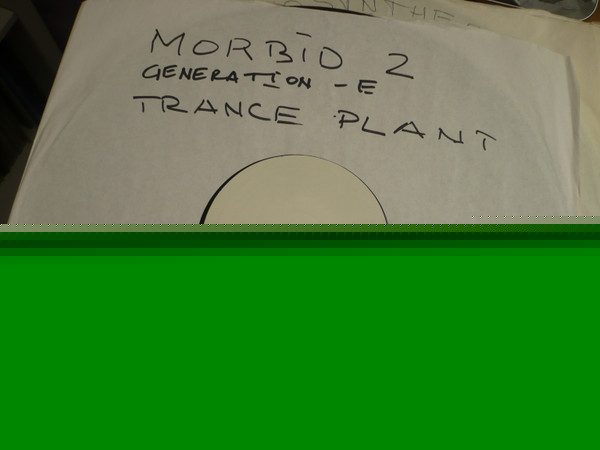 MORBID 2
GENERATION - E
TRANCE PLANT